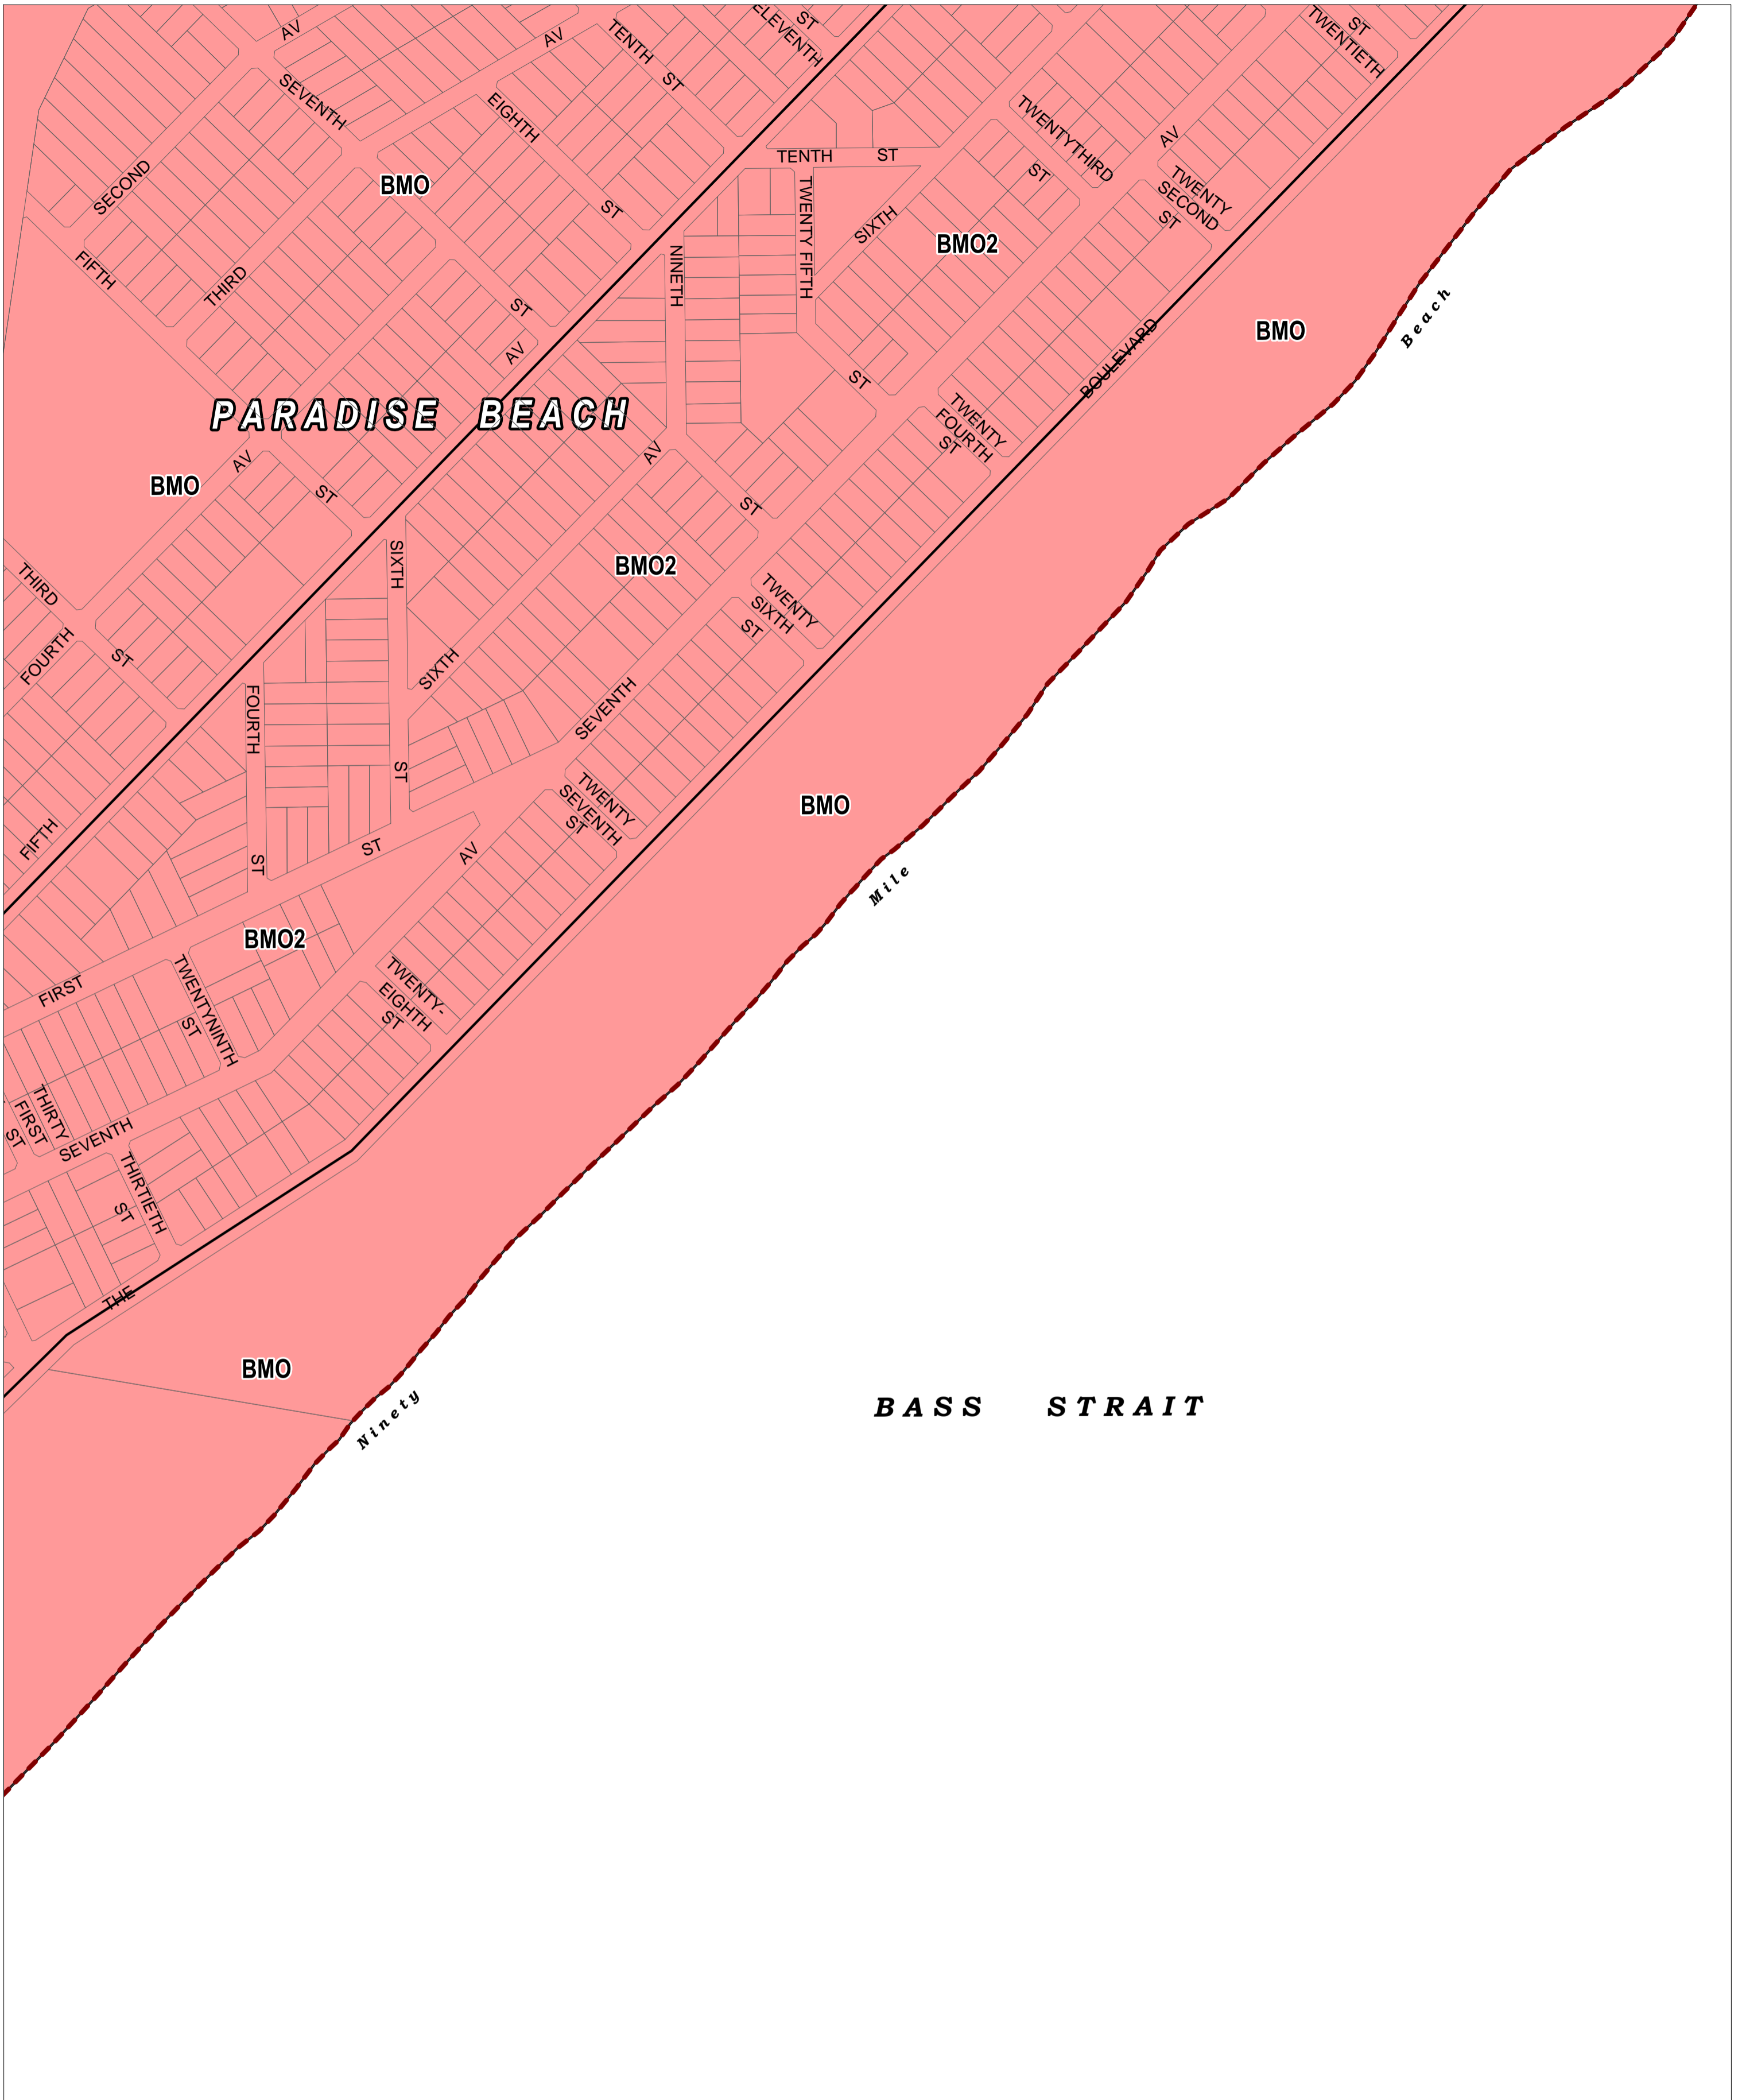 AV
AV
TENTH
ST
ELEVENTH
ST
ST
TWENTIETH
SEVENTH
EIGHTH
TWENTYTHIRD
ST
AV
TENTH ST
SECOND
BMO
ST
TWENTY FIFTH
SIXTH
TWENTY
SECOND
ST
BMO2
FIFTH
THIRD
NINETH
ST
AV
BOULEVARD
BMO
Beach
ST
PARADISE BEACH
TWENTY
FOURTH
ST
AV
AV
BMO
ST
ST
SIXTH
BMO2
THIRD
TWENTY
SIXTH
ST
FOURTH
ST
SIXTH
FOURTH
SEVENTH
ST
TWENTY
SEVENTH
ST
BMO
FIFTH
ST
ST
AV
Mile
BMO2
FIRST
TWENTYNINTH
ST
TWENTY-
EIGHTH
ST
THIRTY
FIRST
ST
SEVENTH
THIRTIETH
ST
THE
BMO
Ninety
BASS STRAIT